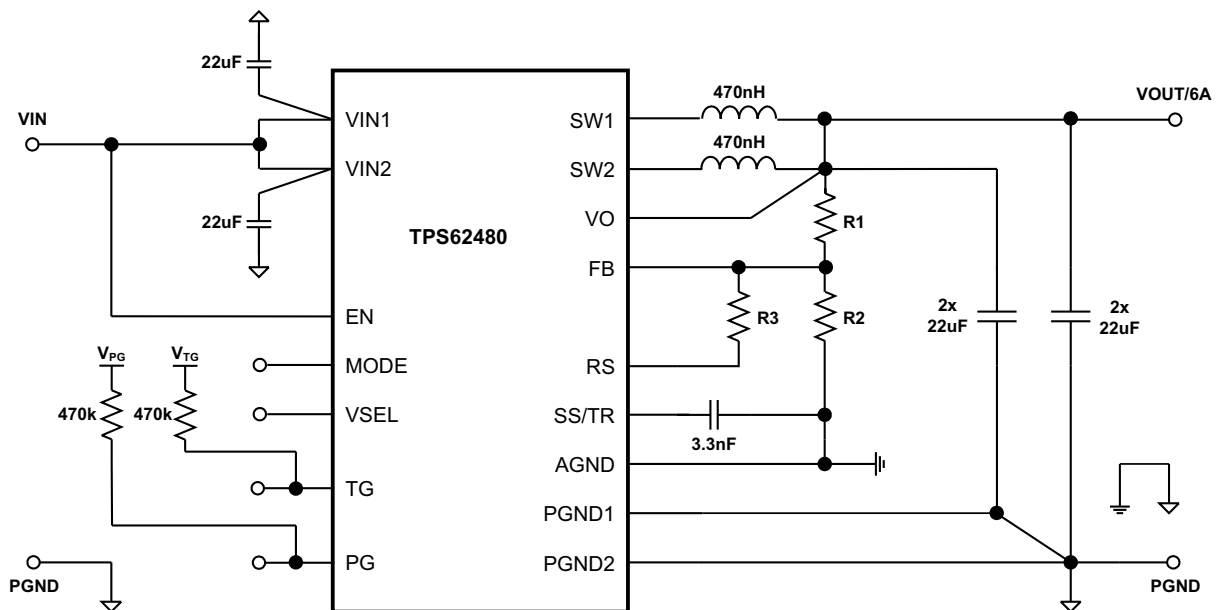 22uF
470nH
VOUT/6A
VIN
VIN1
SW1
470nH
VIN2
SW2
22uF
TPS62480
VO
R1
FB
R3
R2
2x
22uF
2x
22uF
EN
VPG
VTG
MODE
RS
470k
470k
VSEL
SS/TR
3.3nF
AGND
TG
PGND1
PG
PGND2
PGND
PGND